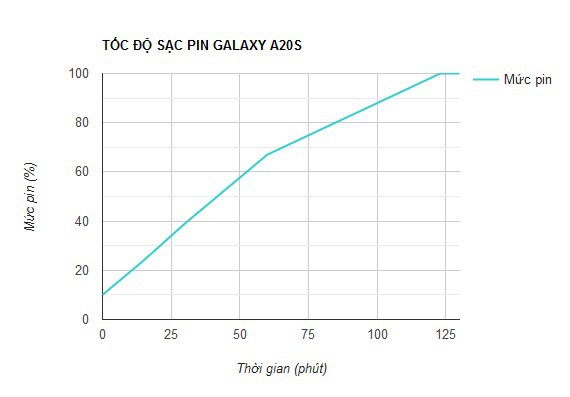 TỐC ĐỘ SẠC PIN GALAXY A20S
100
80
60
40
20
0
Mức pin (%)
0 25 50 75 100 125
Thời gian (phút)
Mức pin